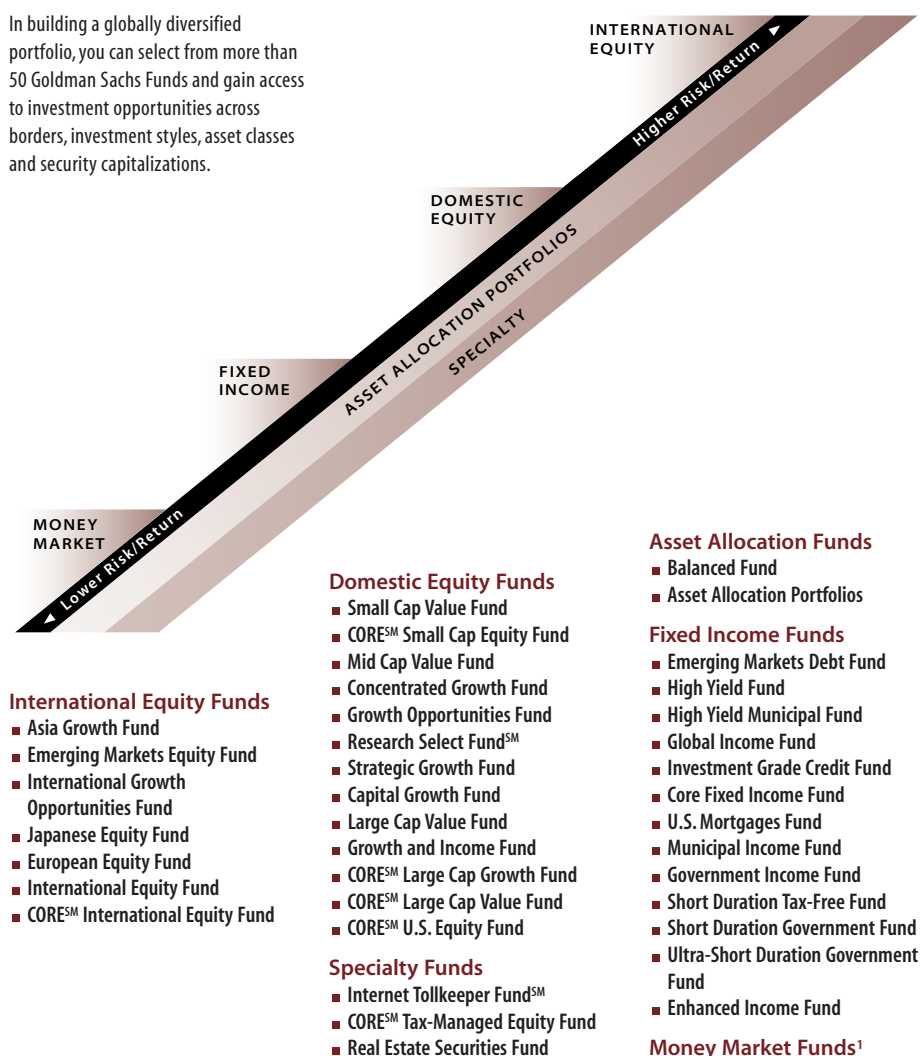 In building a globally diversified
portfolio, you can select from more than
50 Goldman Sachs Funds and gain access
to investment opportunities across
borders, investment styles, asset classes
and security capitalizations.
INTERNATIONAL
EQUITY
Higher Risk/Return ►
DOMESTIC
EQUITY
ASSET ALLOCATION PORTFOLIOS
SPECIALTY
FIXED
INCOME
MONEY
MARKET
◄ Lower Risk/Return
International Equity Funds
■ Asia Growth Fund
■ Emerging Markets Equity Fund
■ International Growth
Opportunities Fund
■ Japanese Equity Fund
■ European Equity Fund
■ International Equity Fund
■ CORE℠ International Equity Fund
Domestic Equity Funds
■ Small Cap Value Fund
■ CORE℠ Small Cap Equity Fund
■ Mid Cap Value Fund
■ Concentrated Growth Fund
■ Growth Opportunities Fund
■ Research Select Fund℠
■ Strategic Growth Fund
■ Capital Growth Fund
■ Large Cap Value Fund
■ Growth and Income Fund
■ CORE℠ Large Cap Growth Fund
■ CORE℠ Large Cap Value Fund
■ CORE℠ U.S. Equity Fund
Specialty Funds
■ Internet Tollkeeper Fund℠
■ CORE℠ Tax-Managed Equity Fund
■ Real Estate Securities Fund
Asset Allocation Funds
■ Balanced Fund
■ Asset Allocation Portfolios
Fixed Income Funds
■ Emerging Markets Debt Fund
■ High Yield Fund
■ High Yield Municipal Fund
■ Global Income Fund
■ Investment Grade Credit Fund
■ Core Fixed Income Fund
■ U.S. Mortgages Fund
■ Municipal Income Fund
■ Government Income Fund
■ Short Duration Tax-Free Fund
■ Short Duration Government Fund
■ Ultra-Short Duration Government
Fund
■ Enhanced Income Fund
Money Market Funds¹